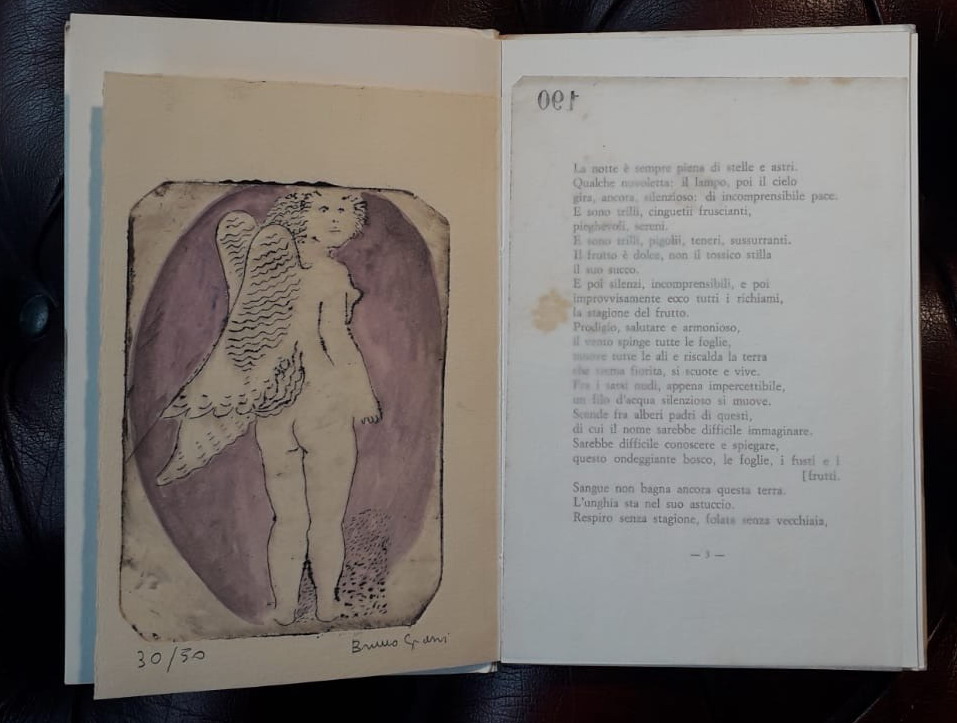 30/50
Bruno
190
La notte è sempre piena di stelle e astri.
Qualche nuvoletta: il lampo, poi il cielo
gira, ancora, silenzioso: di incomprensibile pace.
E sono trilli, cinguetii fruscianti,
pieghevoli, sereni.
E sono trilli, pigolii, teneri, sussurranti.
Il frutto è dolce, non il tossico stilla
il suo succo.
E poi silenzi, incomprensibili, e poi
improvvisamente ecco tutti i richiami,
la stagione del frutto.
Prodigio, salutare e armonioso,
il vento spinge tutte le foglie,
muove tutte le ali e riscalda la terra
che fiorita, si scuote e vive.
Fra i sassi nudi, appena impercettibile,
un filo d'acqua silenzioso si muove.
Scande fra alberi padri di questi,
di cui il nome sarebbe difficile immaginare.
Sarebbe difficile conoscere e spiegare,
questo ondeggiante bosco, le foglie, i fusti e i
[frutti.
Sangue non bagna ancora questa terra.
L'unghia sta nel suo astuccio.
Respiro senza stagione, folata senza vecchiaia,
— 3 —